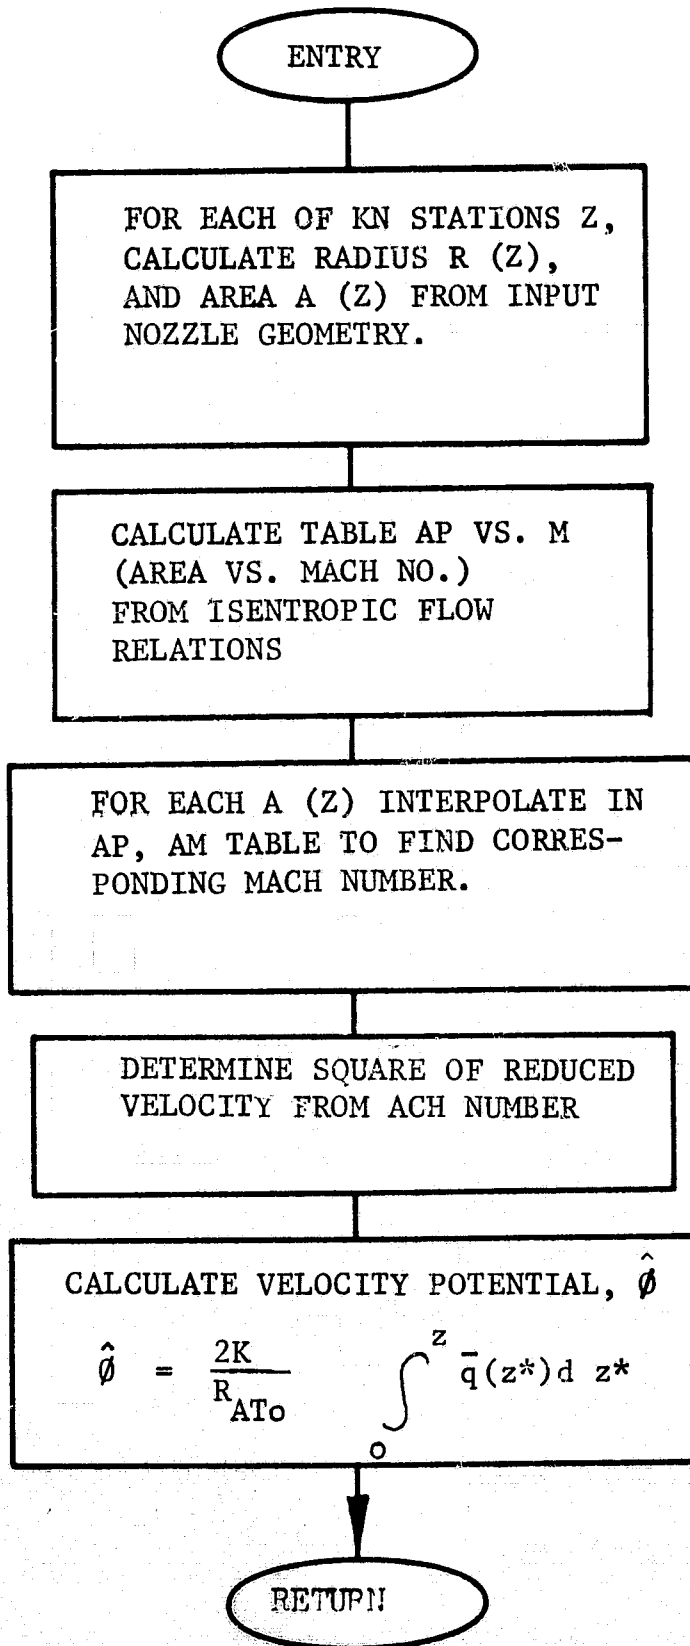 ENTRY
FOR EACH OF KN STATIONS Z,
CALCULATE RADIUS R (Z),
AND AREA A (Z) FROM INPUT
NOZZLE GEOMETRY.
CALCULATE TABLE AP VS. M
(AREA VS. MACH NO.)
FROM ISENTROPIC FLOW
RELATIONS
FOR EACH A (Z) INTERPOLATE IN
AP, AM TABLE TO FIND CORRES-
PONDING MACH NUMBER.
DETERMINE SQUARE OF REDUCED
VELOCITY FROM ACH NUMBER
CALCULATE VELOCITY POTENTIAL, φ̂
φ̂ = 2K/R_ATo ∫_o^z q̄(z*)d z*
RETURN